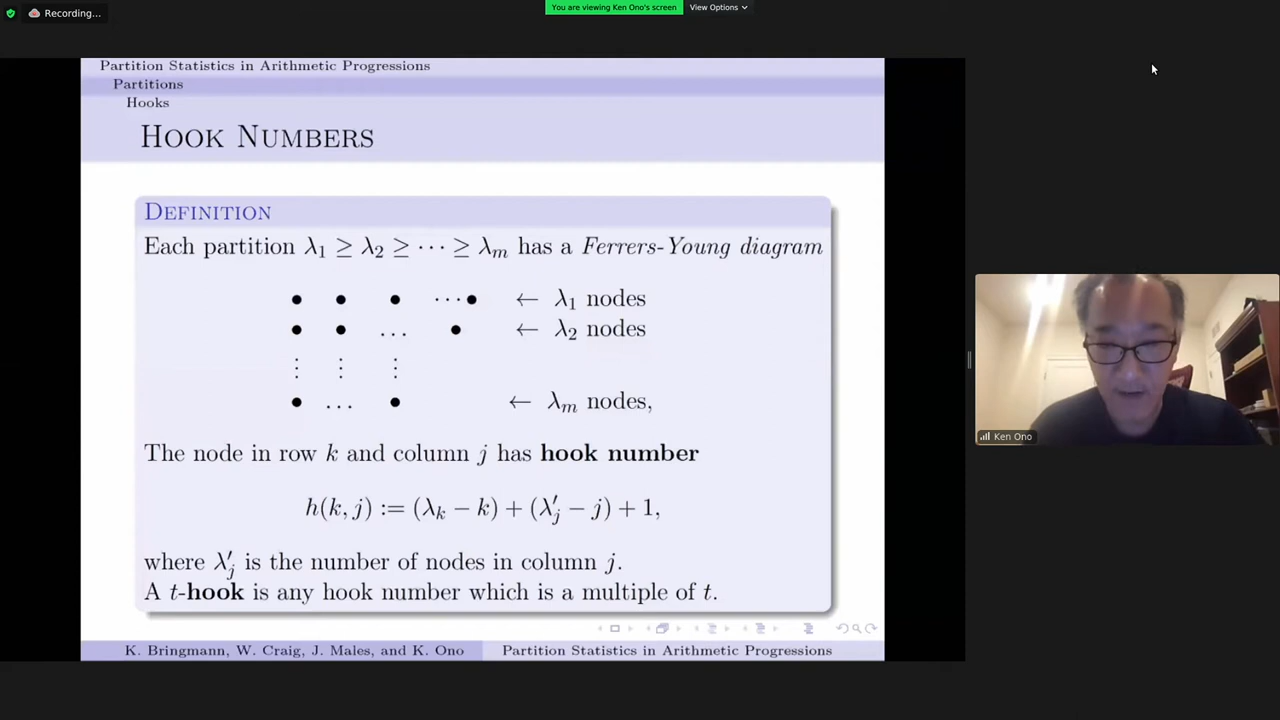 Recording...
You are viewing Ken Ono's screen
View Options
Partition Statistics in Arithmetic Progressions
Partitions
Hooks
Hook Numbers
Definition
Each partition λ₁ ≥ λ₂ ≥ ⋯ ≥ λₘ has a Ferrers-Young diagram
• • • ⋯• ← λ₁ nodes
• • … • ← λ₂ nodes
⋮ ⋮ ⋮
• … • ← λₘ nodes,
The node in row k and column j has hook number
h(k, j) := (λₖ − k) + (λ′ⱼ − j) + 1,
where λ′ⱼ is the number of nodes in column j.
A t-hook is any hook number which is a multiple of t.
K. Bringmann, W. Craig, J. Males, and K. Ono
Partition Statistics in Arithmetic Progressions
Ken Ono